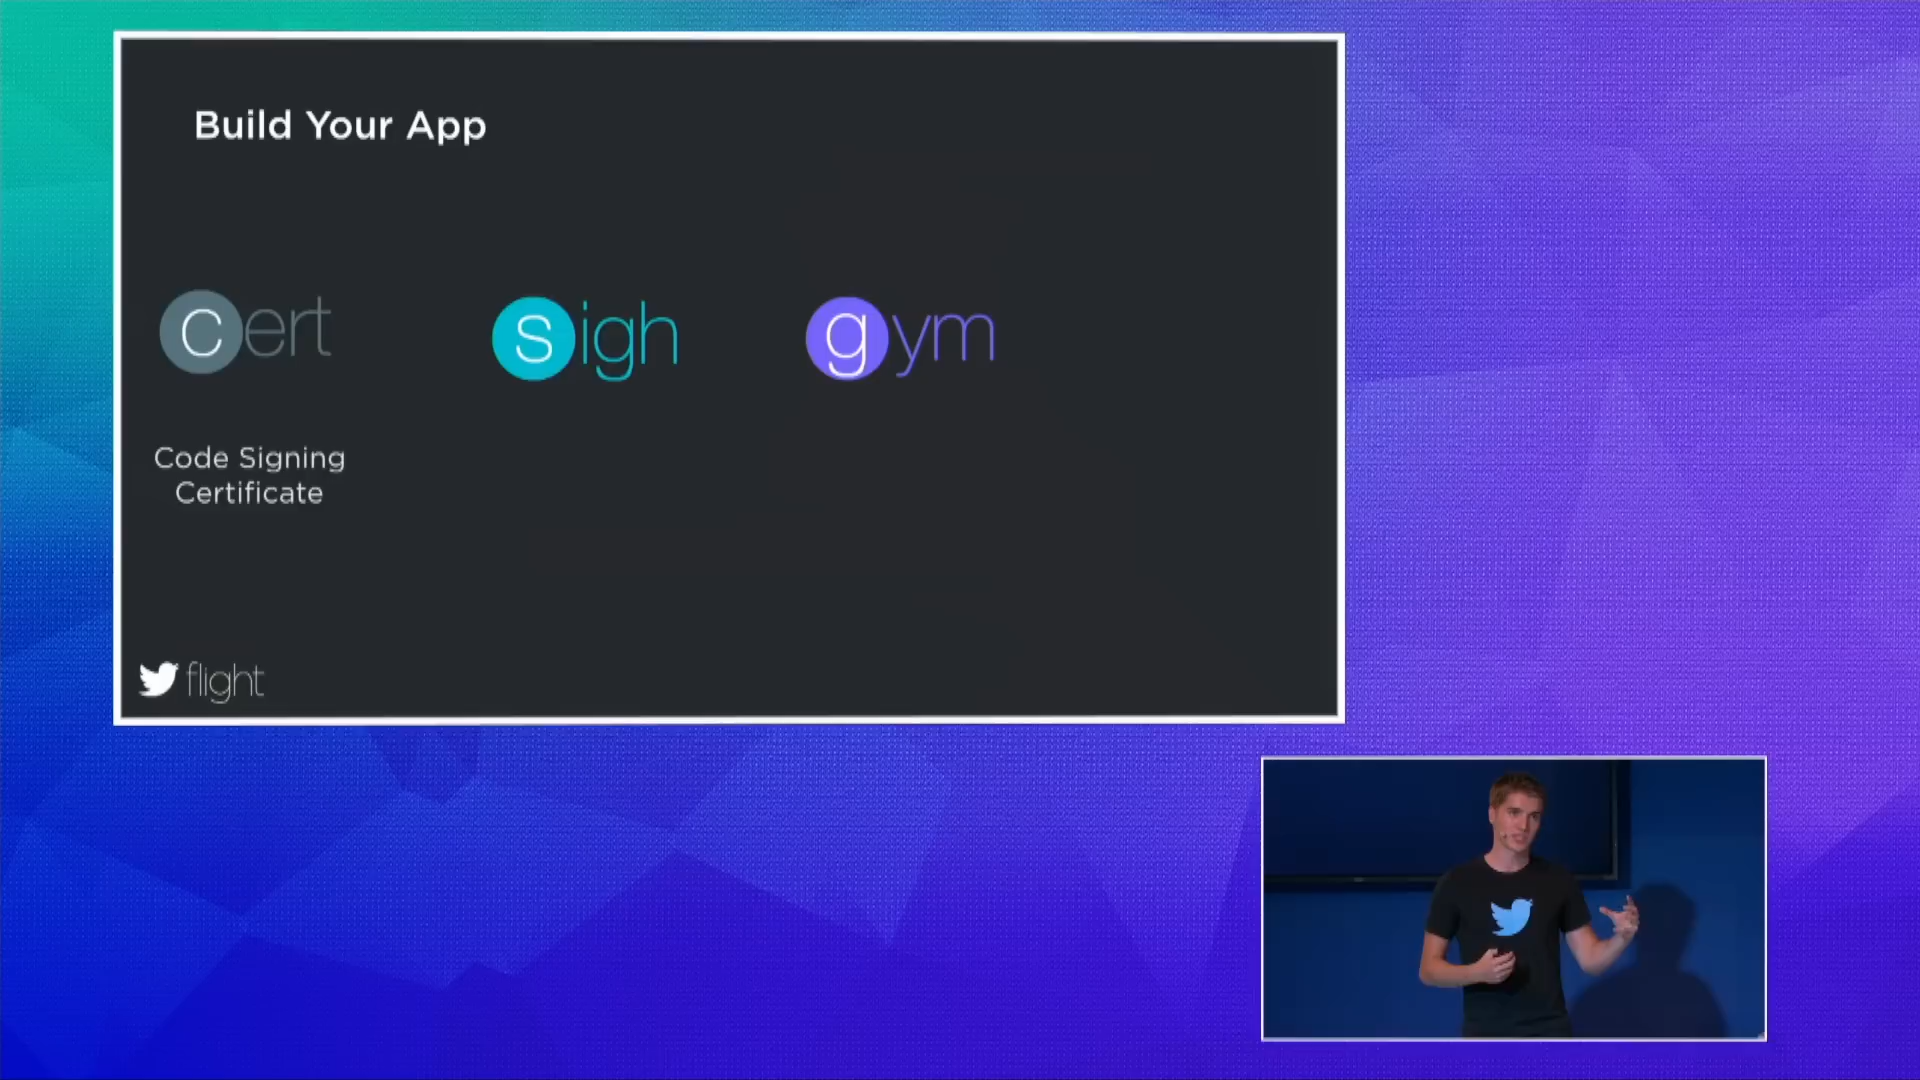 Build Your App
cert
sigh
gym
Code Signing
Certificate
flight